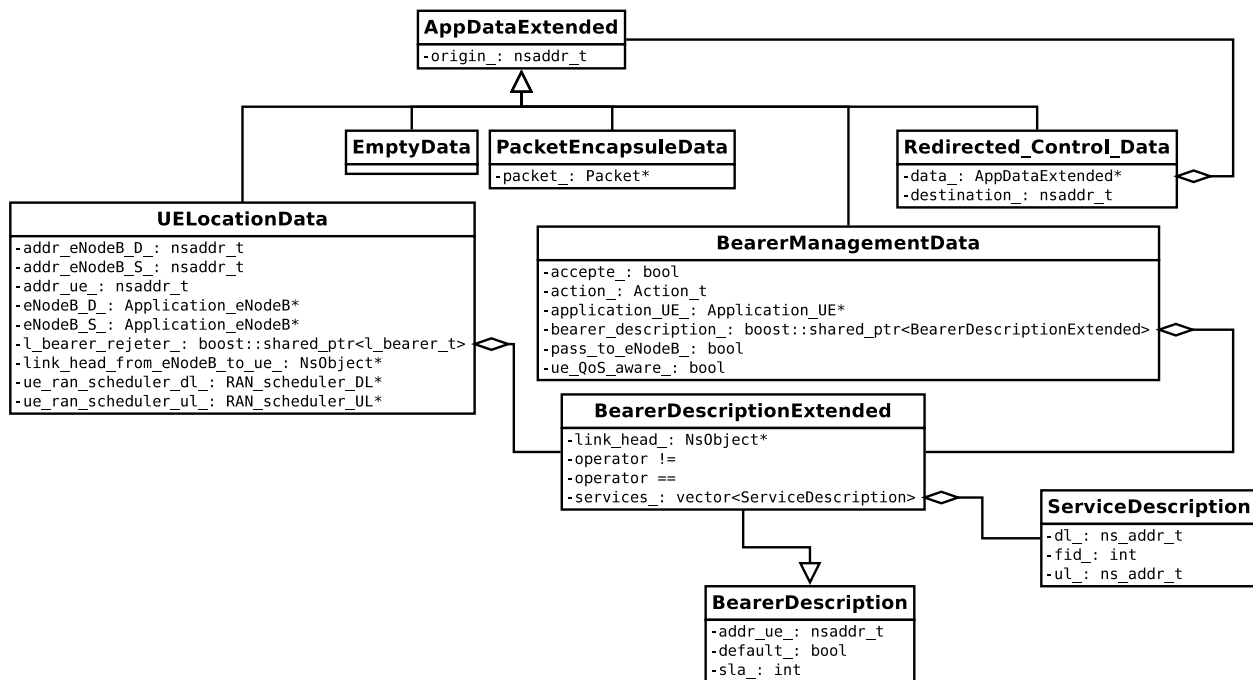 AppDataExtended
-origin_: nsaddr_t
EmptyData
PacketEncapsuleData
-packet_: Packet*
Redirected_Control_Data
-data_: AppDataExtended*
-destination_: nsaddr_t
UELocationData
-addr_eNodeB_D_: nsaddr_t
-addr_eNodeB_S_: nsaddr_t
-addr_ue_: nsaddr_t
-eNodeB_D_: Application_eNodeB*
-eNodeB_S_: Application_eNodeB*
-l_bearer_rejeter_: boost::shared_ptr<l_bearer_t>
-link_head_from_eNodeB_to_ue_: NsObject*
-ue_ran_scheduler_dl_: RAN_scheduler_DL*
-ue_ran_scheduler_ul_: RAN_scheduler_UL*
BearerManagementData
-accepte_: bool
-action_: Action_t
-application_UE_: Application_UE*
-bearer_description_: boost::shared_ptr<BearerDescriptionExtended>
-pass_to_eNodeB_: bool
-ue_QoS_aware_: bool
BearerDescriptionExtended
-link_head_: NsObject*
-operator !=
-operator ==
-services_: vector<ServiceDescription>
ServiceDescription
-dl_: ns_addr_t
-fid_: int
-ul_: ns_addr_t
BearerDescription
-addr_ue_: nsaddr_t
-default_: bool
-sla_: int